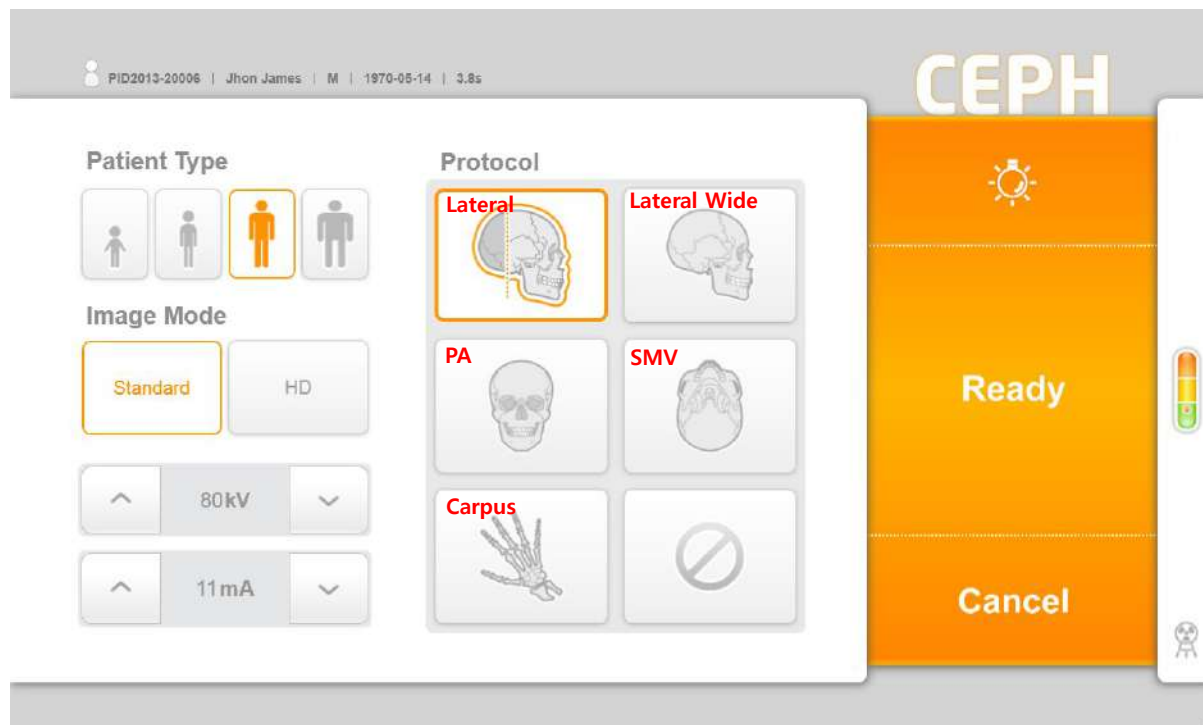 PID2013-20006 | Jhon James | M | 1970-05-14 | 3.8s
CEPH
Patient Type
Protocol
Lateral
Lateral Wide
Image Mode
PA
SMV
Standard
HD
Ready
80kV
Carpus
11mA
Cancel